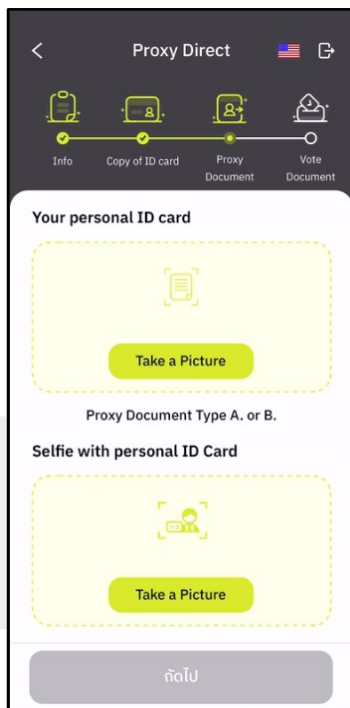 Proxy Direct
Info
Copy of ID card
Proxy
Document
Vote
Document
Your personal ID card
Take a Picture
Proxy Document Type A. or B.
Selfie with personal ID Card
Take a Picture
ถัดไป